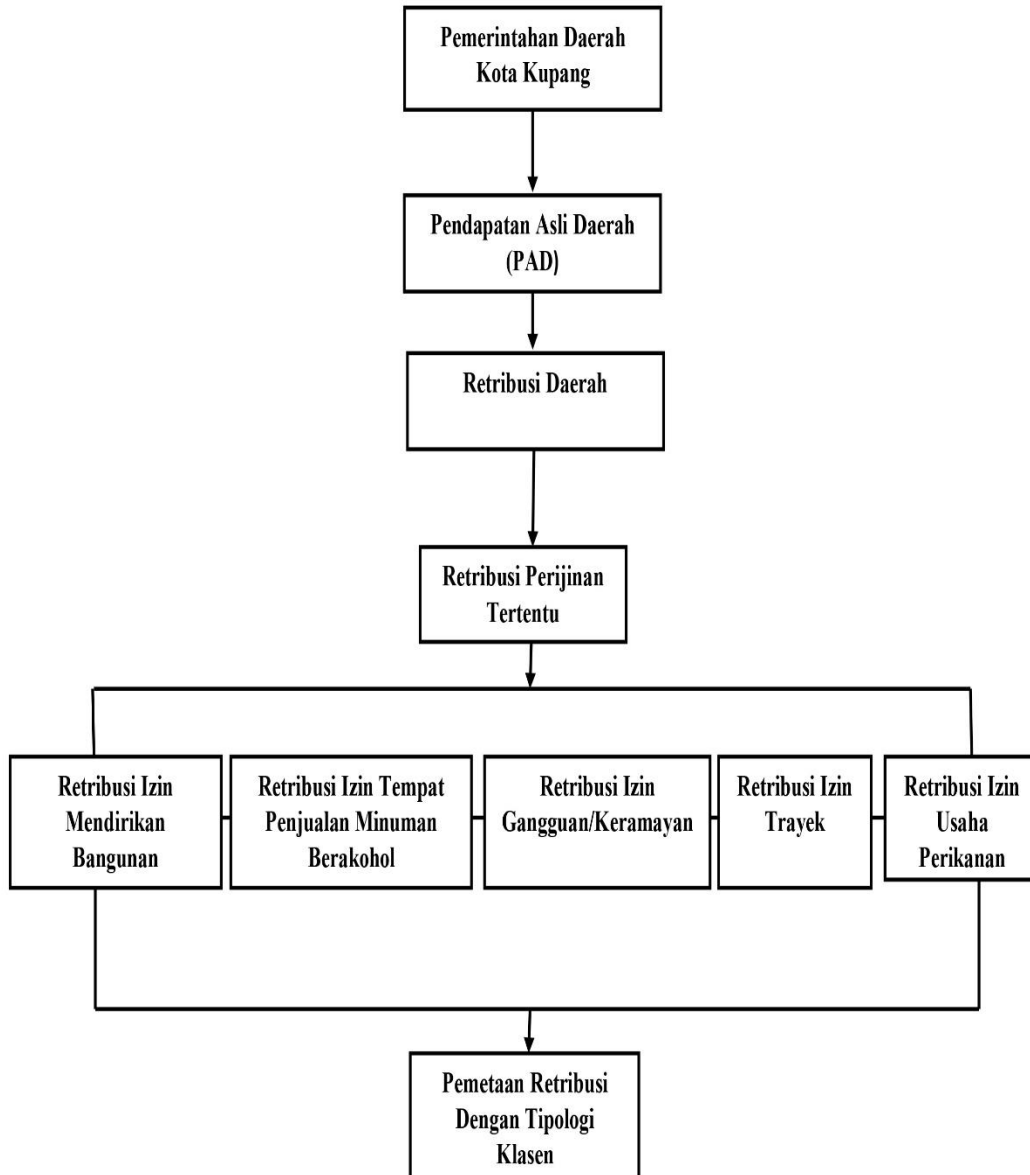 Pemerintahan Daerah
Kota Kupang
Pendapatan Asli Daerah
(PAD)
Retribusi Daerah
Retribusi Perijinan
Tertentu
Retribusi Izin
Mendirikan
Bangunan
Retribusi Izin Tempat
Penjualan Minuman
Berakohol
Retribusi Izin
Gangguan/Keramayan
Retribusi Izin
Trayek
Retribusi Izin
Usaha
Perikanan
Pemetaan Retribusi
Dengan Tipologi
Klasen